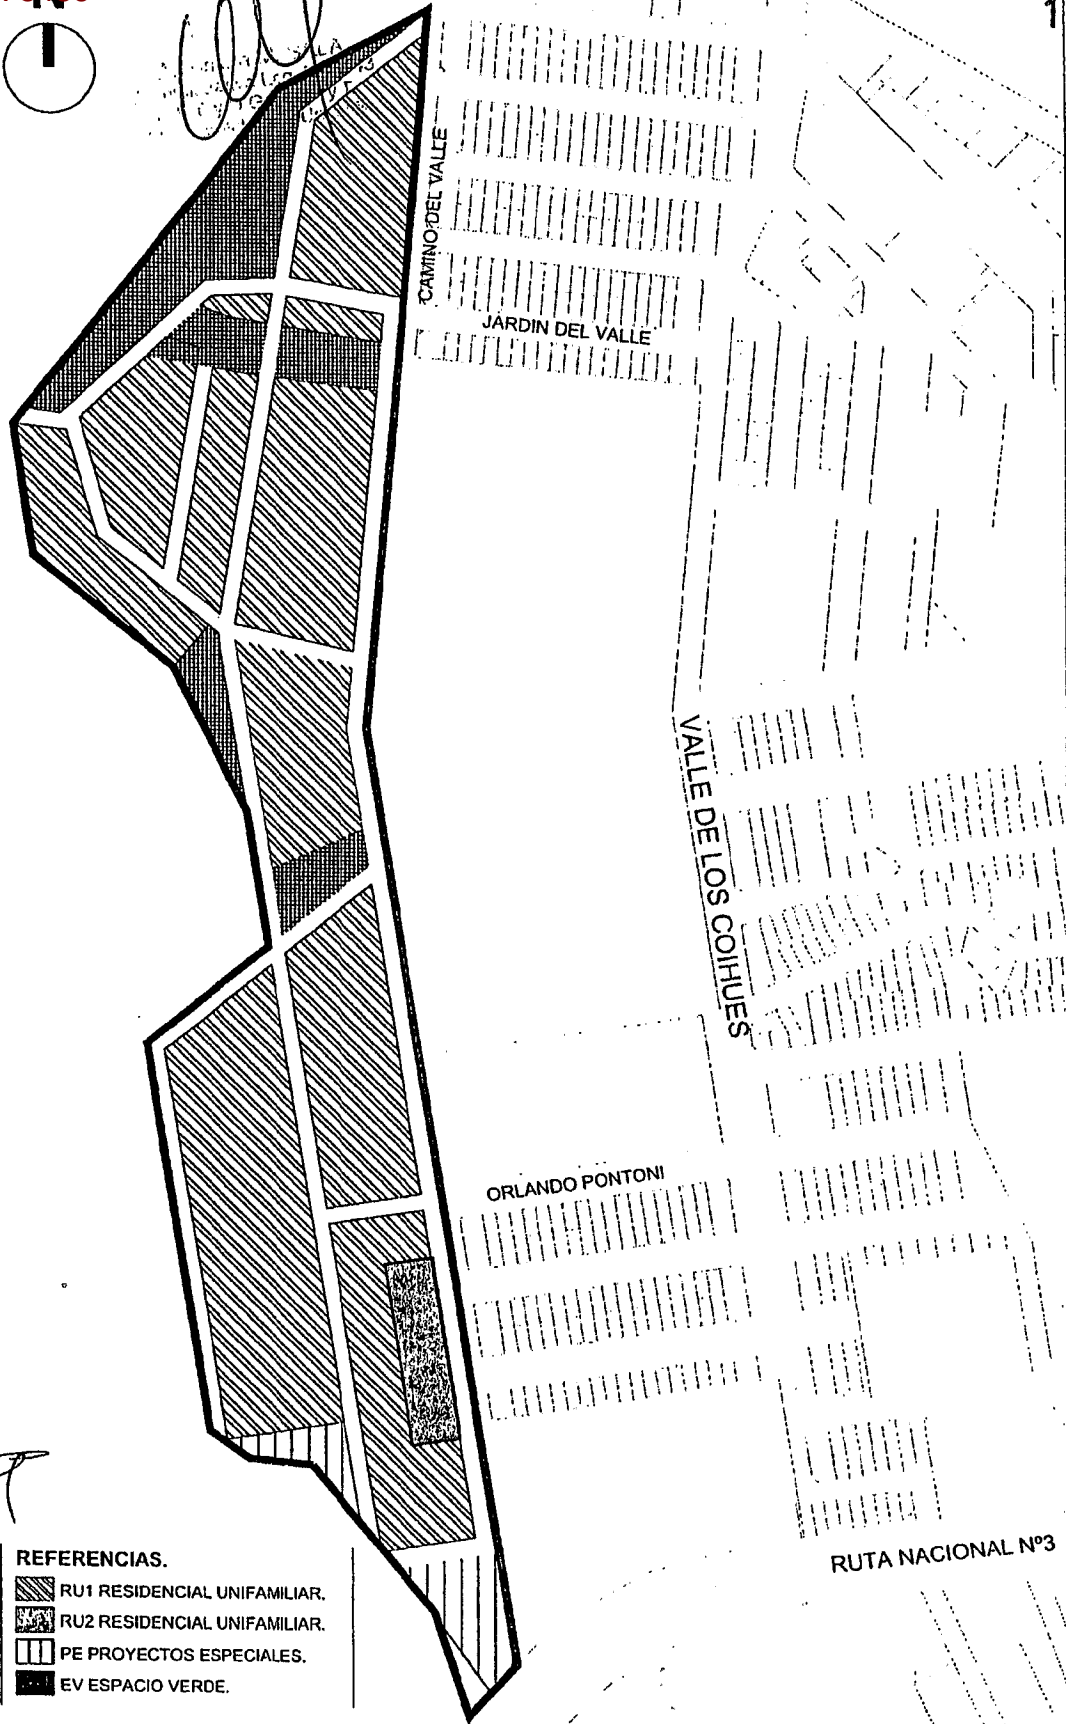 N
CAMINO DEL VALLE
JARDIN DEL VALLE
VALLE DE LOS COIHUES
ORLANDO PONTONI
RUTA NACIONAL Nº3
REFERENCIAS.
RU1 RESIDENCIAL UNIFAMILIAR.
RU2 RESIDENCIAL UNIFAMILIAR.
PE PROYECTOS ESPECIALES.
EV ESPACIO VERDE.